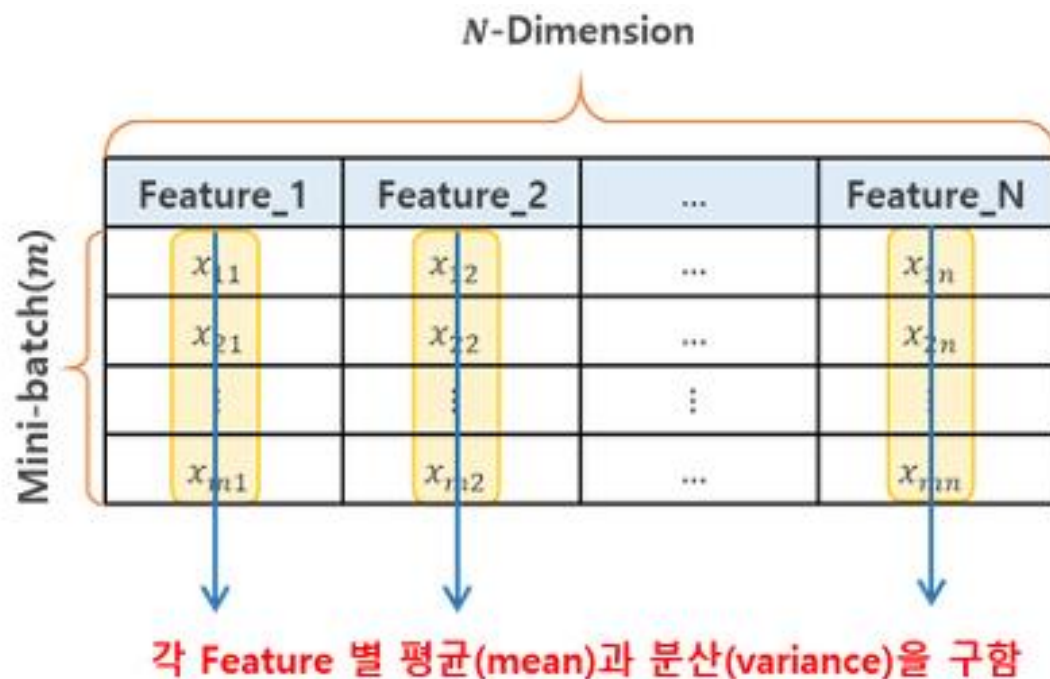 N-Dimension
Feature_1 Feature_2 ... Feature_N
Mini-batch(m)
x₁₁ x₁₂ ... x₁ₙ
x₂₁ x₂₂ ... x₂ₙ
⋮ ⋮ ⋮ ⋮
xₘ₁ xₘ₂ ... xₘₙ
각 Feature 별 평균(mean)과 분산(variance)을 구함